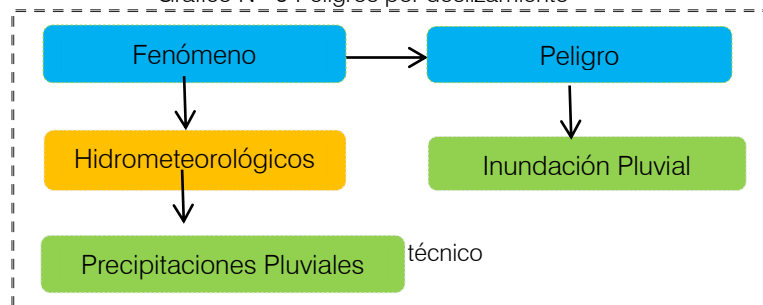 Fenómeno
Peligro
Hidrometeorológicos
Inundación Pluvial
Precipitaciones Pluviales
técnico